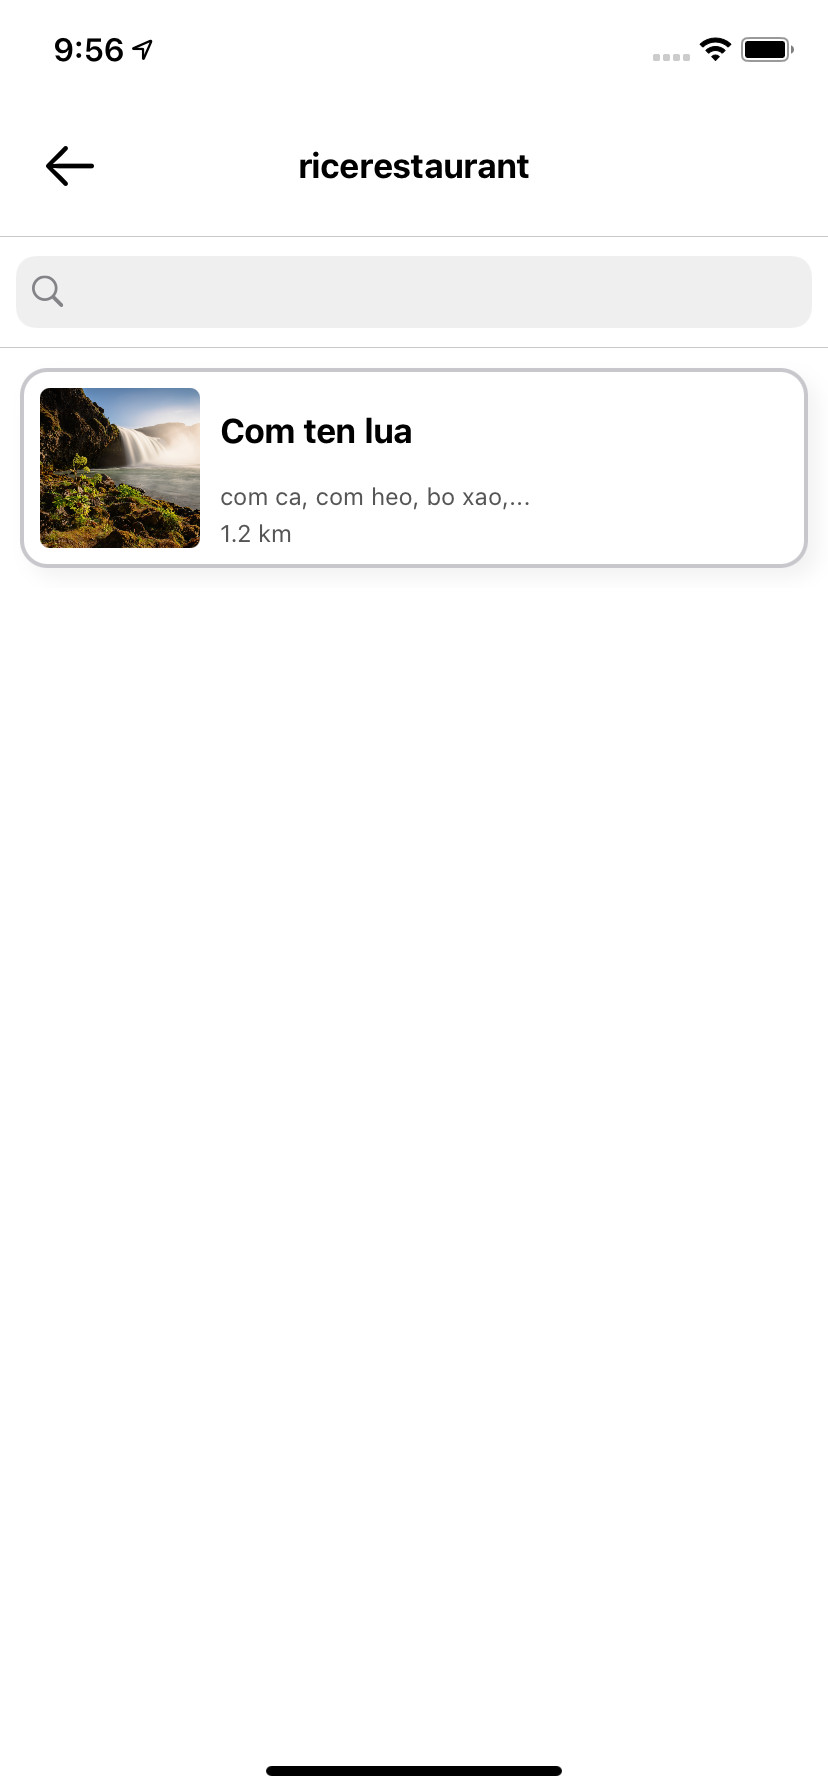 9:56
ricerestaurant
Com ten lua
com ca, com heo, bo xao,...
1.2 km